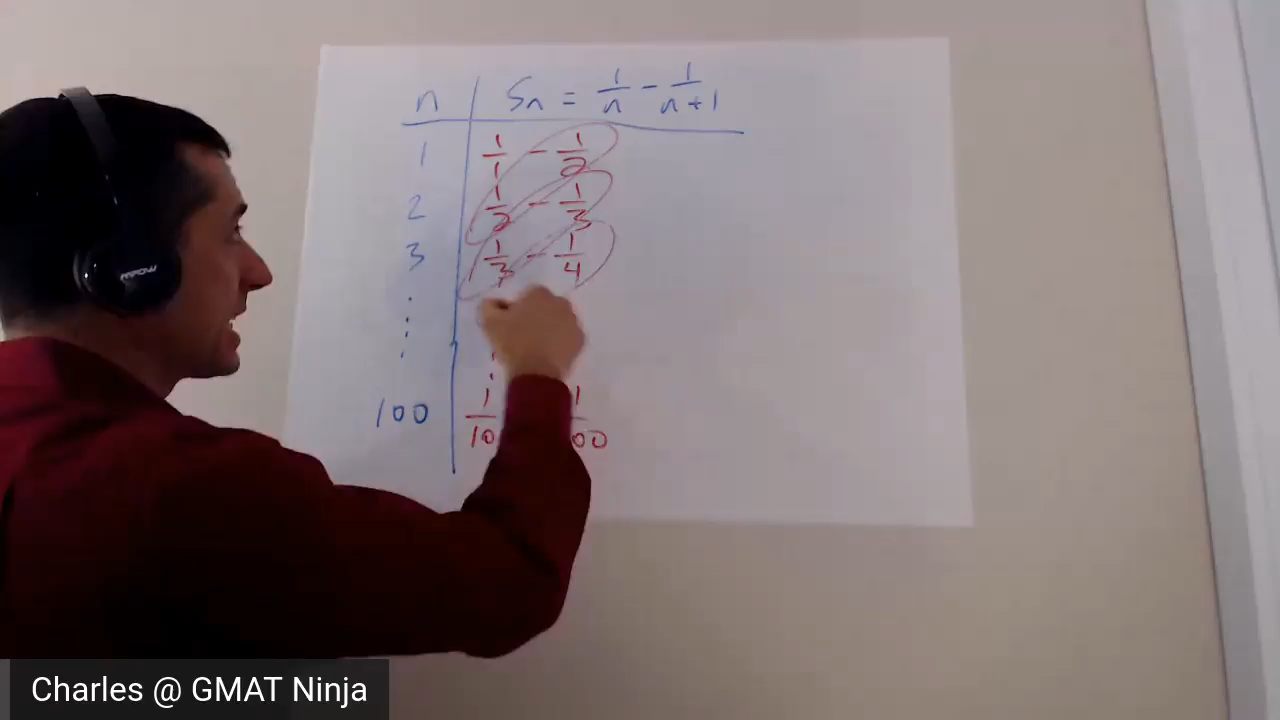 n | Sn = 1/n - 1/n+1
1 | 1/1 - 1/2
2 | 1/2 - 1/3
3 | 1/3 - 1/4
100
mpow
Charles @ GMAT Ninja